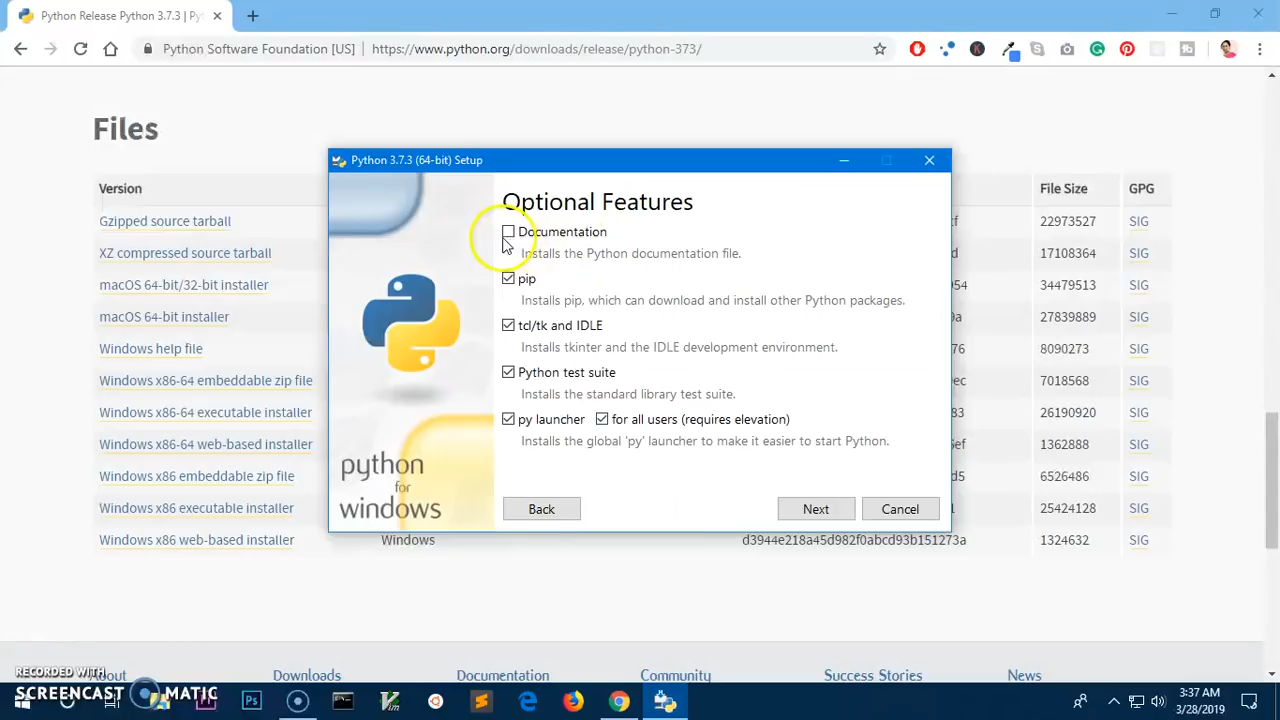 Python Release Python 3.7.3 | Py
Python Software Foundation [US]
https://www.python.org/downloads/release/python-373/
Files
Version
File Size
GPG
Gzipped source tarball
22973527
SIG
XZ compressed source tarball
17108364
SIG
macOS 64-bit/32-bit installer
34479513
SIG
macOS 64-bit installer
27839889
SIG
Windows help file
8090273
SIG
Windows x86-64 embeddable zip file
7018568
SIG
Windows x86-64 executable installer
26190920
SIG
Windows x86-64 web-based installer
1362888
SIG
Windows x86 embeddable zip file
6526486
SIG
Windows x86 executable installer
25424128
SIG
Windows x86 web-based installer
Windows
d3944e218a45d982f0abcd93b151273a
1324632
SIG
Python 3.7.3 (64-bit) Setup
Optional Features
Documentation
Installs the Python documentation file.
pip
Installs pip, which can download and install other Python packages.
tcl/tk and IDLE
Installs tkinter and the IDLE development environment.
Python test suite
Installs the standard library test suite.
py launcher
for all users (requires elevation)
Installs the global 'py' launcher to make it easier to start Python.
python
for
windows
Back
Next
Cancel
About
Downloads
Documentation
Community
Success Stories
News
RECORDED WITH
SCREENCAST MATIC
3:37 AM
3/28/2019